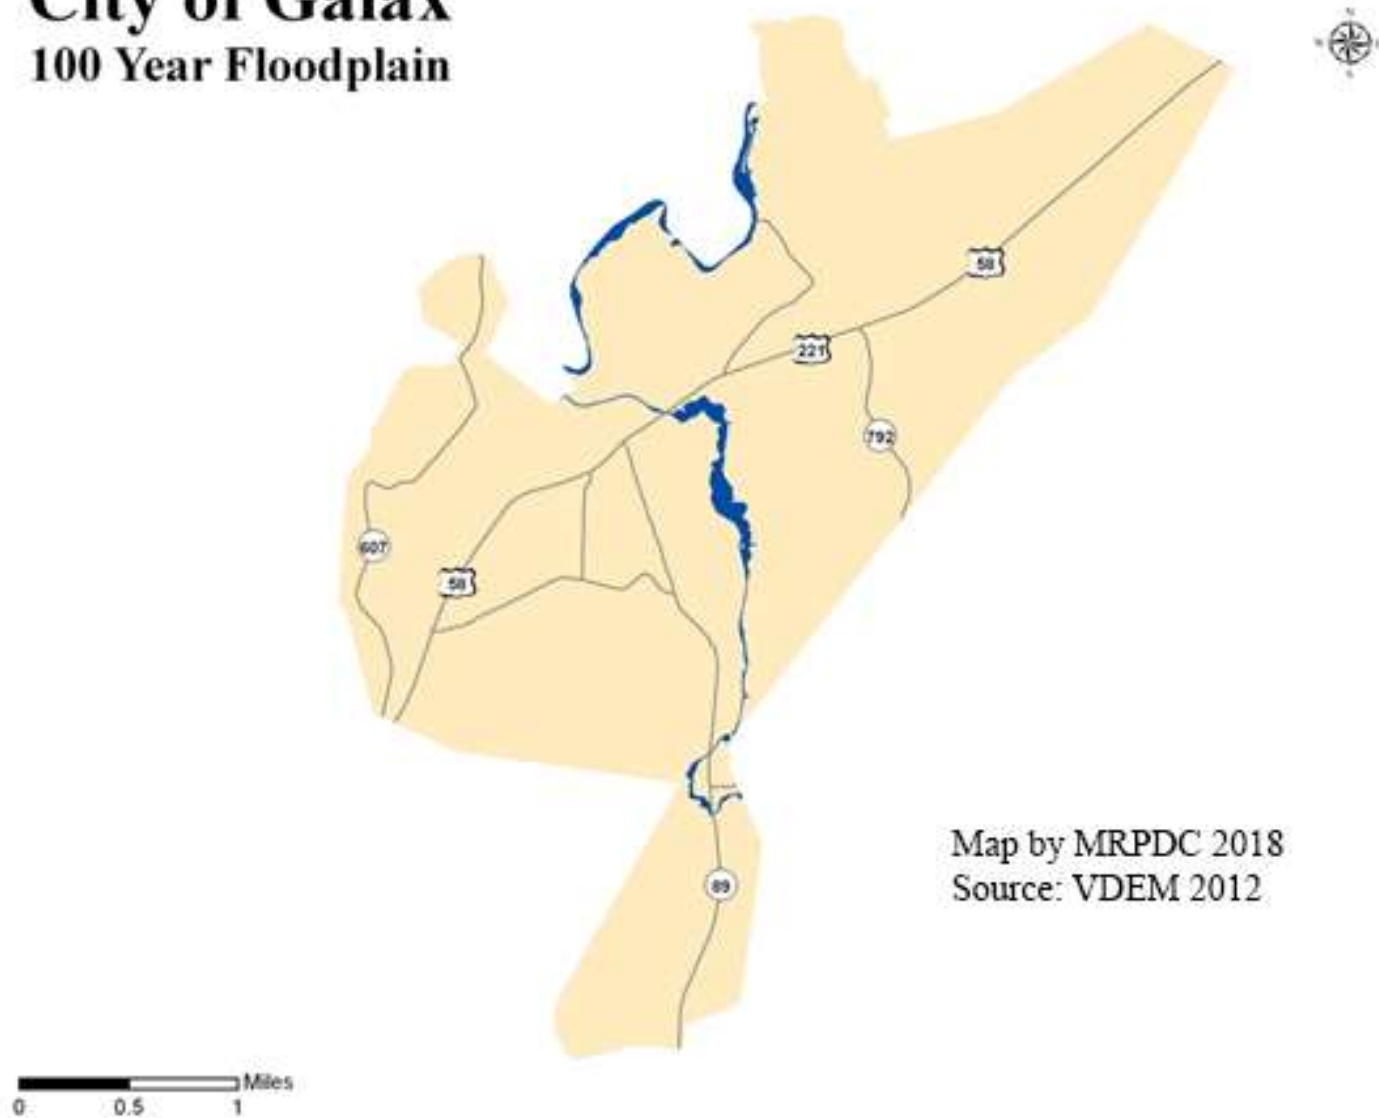 City of Galax
100 Year Floodplain
N
S
58
221
792
607
58
89
Map by MRPDC 2018
Source: VDEM 2012
Miles
0 0.5 1